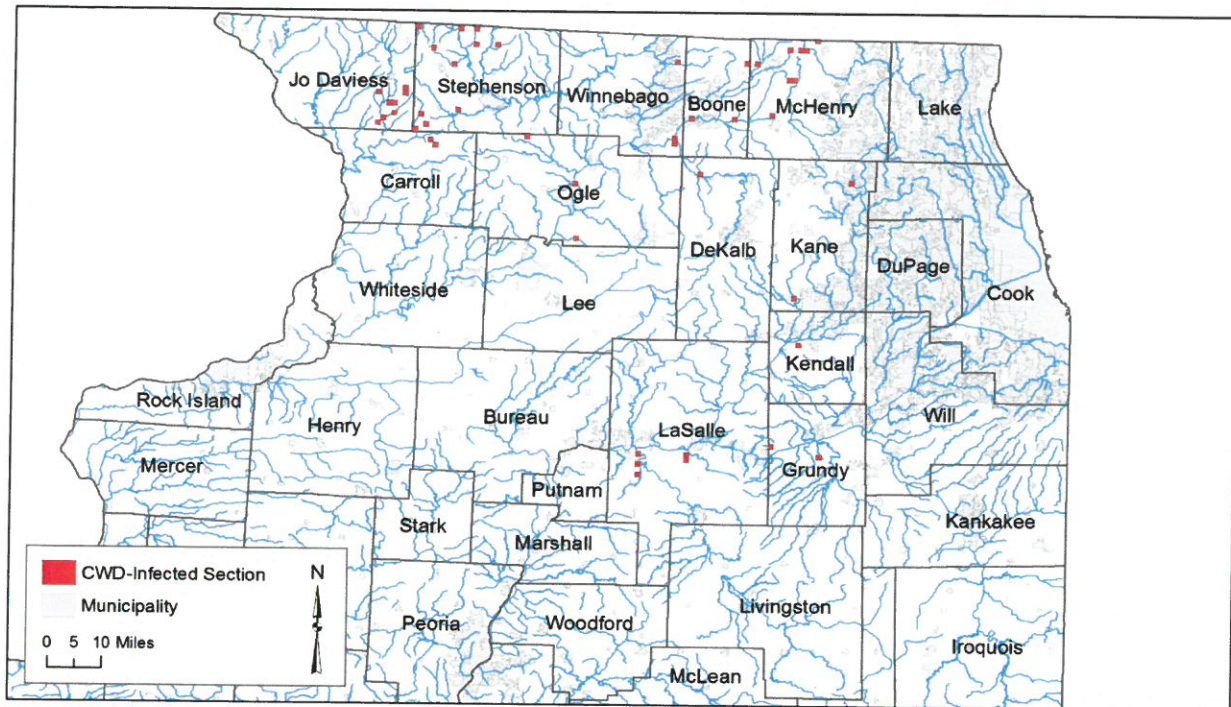 Jo Daviess
Stephenson
Winnebago
Boone
McHenry
Lake
Carroll
Ogle
DeKalb
Kane
DuPage
Cook
Whiteside
Lee
Kendall
Rock Island
Henry
Bureau
LaSalle
Will
Mercer
Grundy
Putnam
Stark
Marshall
Kankakee
Peoria
Woodford
Livingston
Iroquois
McLean
CWD-Infected Section
N
Municipality
0 5 10 Miles